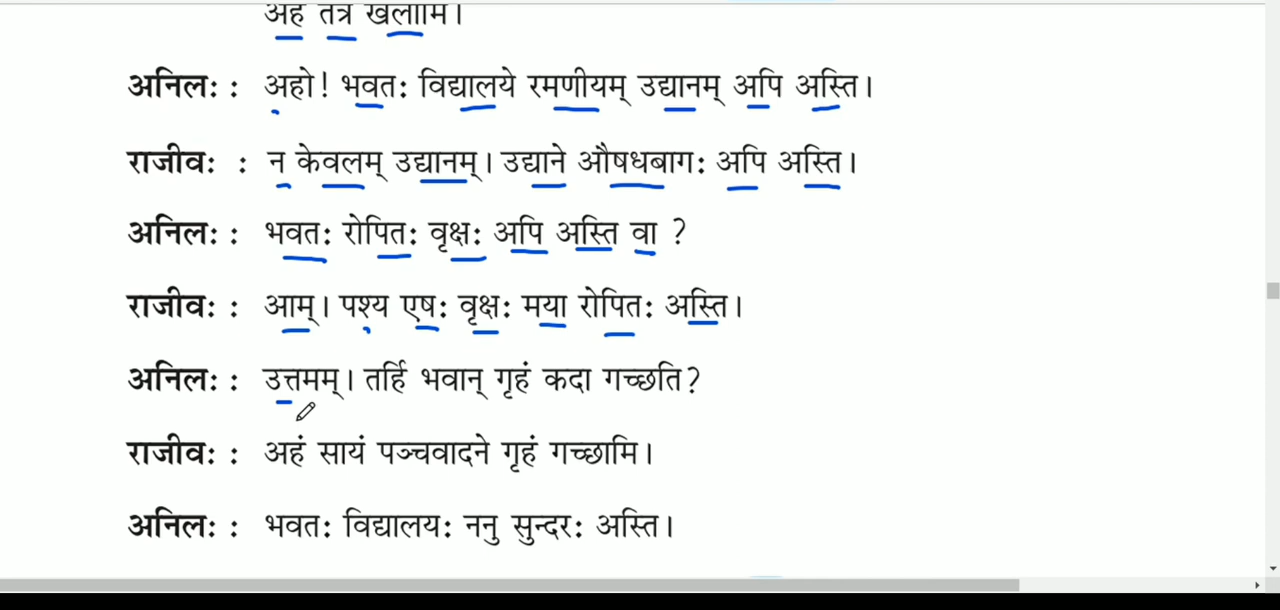 अहं तत्र खेलामि।
अनिलः : अहो! भवतः विद्यालये रमणीयम् उद्यानम् अपि अस्ति।
राजीवः : न केवलम् उद्यानम्। उद्याने औषधबागः अपि अस्ति।
अनिलः : भवतः रोपितः वृक्षः अपि अस्ति वा ?
राजीवः : आम्। पश्य एषः वृक्षः मया रोपितः अस्ति।
अनिलः : उत्तमम्। तर्हि भवान् गृहं कदा गच्छति?
राजीवः : अहं सायं पञ्चवादने गृहं गच्छामि।
अनिलः : भवतः विद्यालयः ननु सुन्दरः अस्ति।